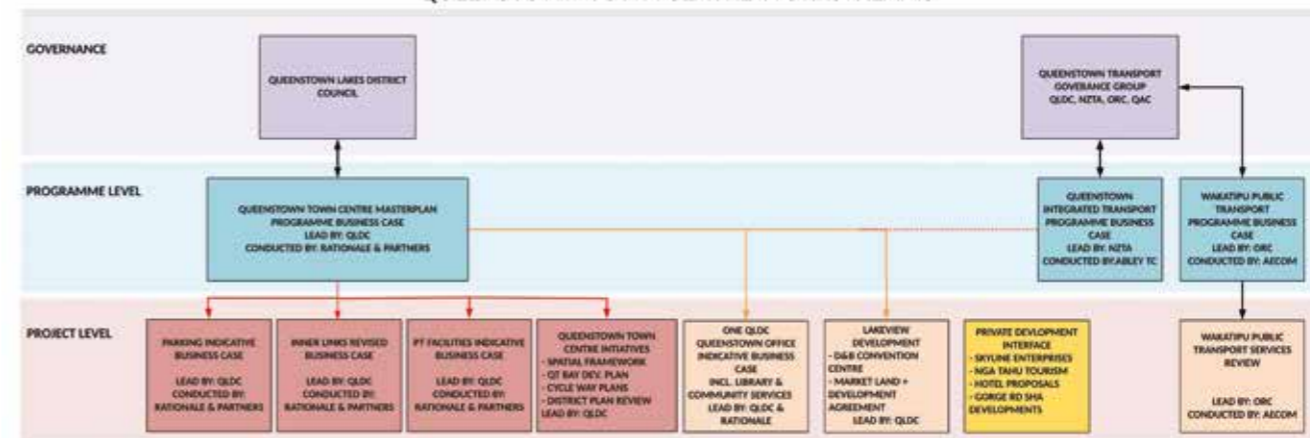 GOVERNANCE
QUEENSTOWN LAKES DISTRICT
COUNCIL
QUEENSTOWN TRANSPORT
GOVERANCE GROUP
QLDC, NZTA, ORC, QAC
PROGRAMME LEVEL
QUEENSTOWN TOWN CENTRE MASTERPLAN
PROGRAMME BUSINESS CASE
LEAD BY: QLDC
CONDUCTED BY: RATIONALE & PARTNERS
QUEENSTOWN
INTEGRATED TRANSPORT
PROGRAMME BUSINESS
CASE
LEAD BY: NZTA
CONDUCTED BY:ABLEY TC
WAKATIPU PUBLIC
TRANSPORT
PROGRAMME BUSINESS
CASE
LEAD BY: ORC
CONDUCTED BY: AECOM
PROJECT LEVEL
PARKING INDICATIVE
BUSINESS CASE
LEAD BY: QLDC
CONDUCTED BY:
RATIONALE & PARTNERS
INNER LINKS REVISED
BUSINESS CASE
LEAD BY: QLDC
CONDUCTED BY:
RATIONALE & PARTNERS
PT FACILITIES INDICATIVE
BUSINESS CASE
LEAD BY: QLDC
CONDUCTED BY:
RATIONALE & PARTNERS
QUEENSTOWN TOWN
CENTRE INTIATIVES
- SPATIAL FRAMEWORK
- QT BAY DEV. PLAN
- CYCLE WAY PLANS
- DISTRICT PLAN REVIEW
LEAD BY: QLDC
ONE QLDC
QUEENSTOWN OFFICE
INDICATIVE BUSINESS
CASE
INCL. LIBRARY &
COMMUNITY SERVICES
LEAD BY: QLDC &
RATIONALE
LAKEVIEW
DEVELOPMENT
- D&B CONVENTION
CENTRE
- MARKET LAND +
DEVELOPMENT
AGREEMENT
LEAD BY: QLDC
PRIVATE DEVLOPMENT
INTERFACE
- SKYLINE ENTERPRISES
- NGA TAHU TOURISM
- HOTEL PROPOSALS
- GORGE RD SHA
DEVELOPMENTS
WAKATIPU PUBLIC
TRANSPORT SERVICES
REVIEW
LEAD BY: ORC
CONDUCTED BY: AECOM